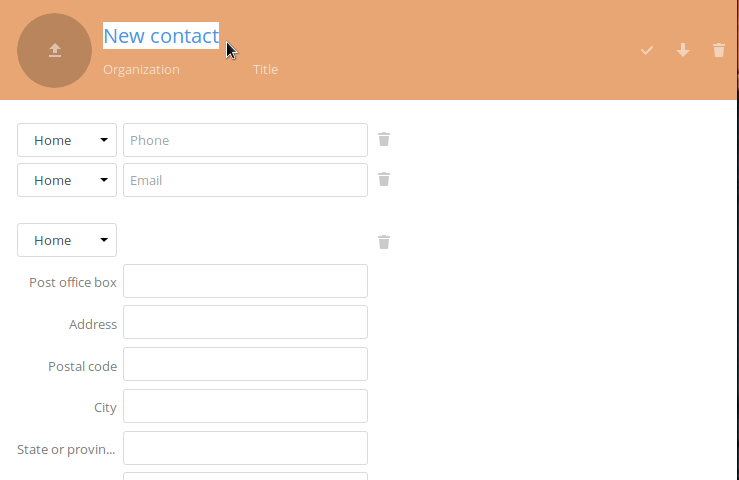 New contact
Organization Title
Home Phone
Home Email
Home
Post office box
Address
Postal code
City
State or provin...